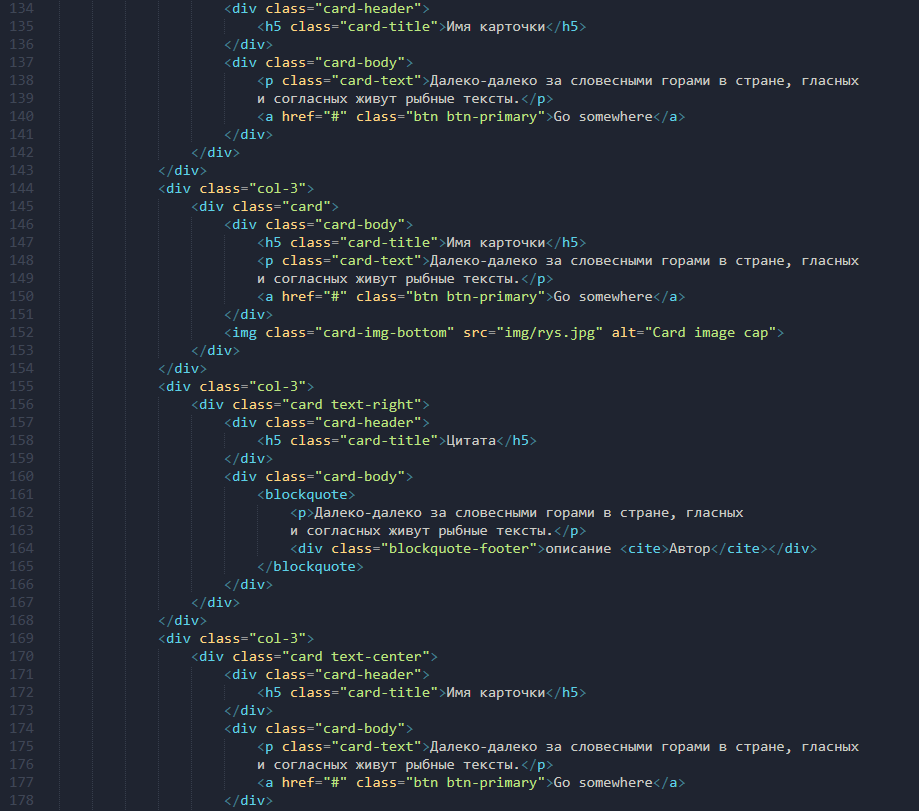 134 <div class="card-header">
135 <h5 class="card-title">Имя карточки</h5>
136 </div>
137 <div class="card-body">
138 <p class="card-text">Далеко-далеко за словесными горами в стране, гласных
139 и согласных живут рыбные тексты.</p>
140 <a href="#" class="btn btn-primary">Go somewhere</a>
141 </div>
142 </div>
143 </div>
144 <div class="col-3">
145 <div class="card">
146 <div class="card-body">
147 <h5 class="card-title">Имя карточки</h5>
148 <p class="card-text">Далеко-далеко за словесными горами в стране, гласных
149 и согласных живут рыбные тексты.</p>
150 <a href="#" class="btn btn-primary">Go somewhere</a>
151 </div>
152 <img class="card-img-bottom" src="img/rys.jpg" alt="Card image cap">
153 </div>
154 </div>
155 <div class="col-3">
156 <div class="card text-right">
157 <div class="card-header">
158 <h5 class="card-title">Цитата</h5>
159 </div>
160 <div class="card-body">
161 <blockquote>
162 <p>Далеко-далеко за словесными горами в стране, гласных
163 и согласных живут рыбные тексты.</p>
164 <div class="blockquote-footer">описание <cite>Автор</cite></div>
165 </blockquote>
166 </div>
167 </div>
168 </div>
169 <div class="col-3">
170 <div class="card text-center">
171 <div class="card-header">
172 <h5 class="card-title">Имя карточки</h5>
173 </div>
174 <div class="card-body">
175 <p class="card-text">Далеко-далеко за словесными горами в стране, гласных
176 и согласных живут рыбные тексты.</p>
177 <a href="#" class="btn btn-primary">Go somewhere</a>
178 </div>